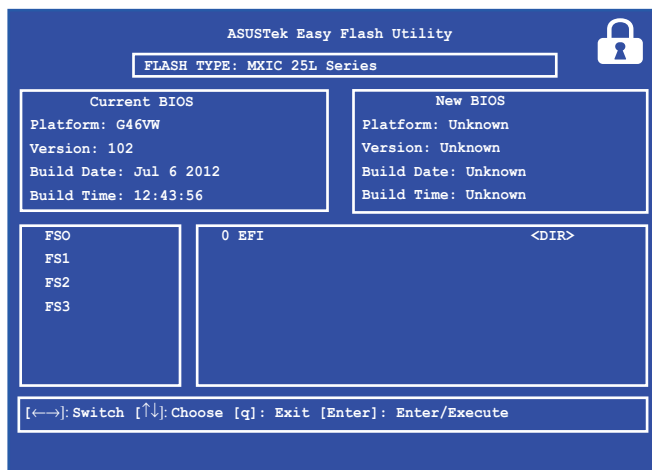 ASUSTek Easy Flash Utility
FLASH TYPE: MXIC 25L Series
Current BIOS
Platform: G46VW
Version: 102
Build Date: Jul 6 2012
Build Time: 12:43:56
New BIOS
Platform: Unknown
Version: Unknown
Build Date: Unknown
Build Time: Unknown
FSO
FS1
FS2
FS3
0 EFI <DIR>
[←→]: Switch [↑↓]: Choose [q]: Exit [Enter]: Enter/Execute